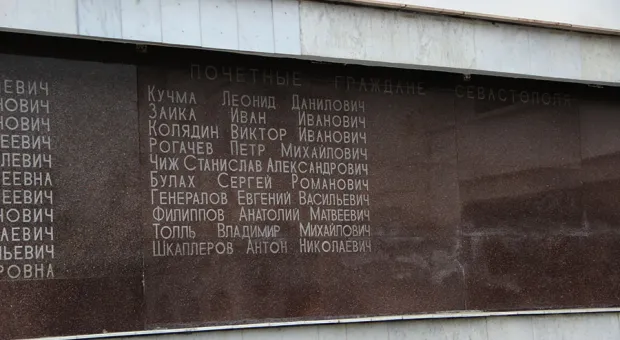 ПОЧЕТНЫЕ ГРАЖДАНЕ СЕВАСТОПОЛЯ
КУЧМА ЛЕОНИД ДАНИЛОВИЧ
ЗАИКА ИВАН ИВАНОВИЧ
КОЛЯДИН ВИКТОР ИВАНОВИЧ
РОГАЧЕВ ПЕТР МИХАЙЛОВИЧ
ЧИЖ СТАНИСЛАВ АЛЕКСАНДРОВИЧ
БУЛАХ СЕРГЕЙ РОМАНОВИЧ
ГЕНЕРАЛОВ ЕВГЕНИЙ ВАСИЛЬЕВИЧ
ФИЛИППОВ АНАТОЛИЙ МАТВЕЕВИЧ
ТОЛЛЬ ВЛАДИМИР МИХАЙЛОВИЧ
ШКАПЛЕРОВ АНТОН НИКОЛАЕВИЧ